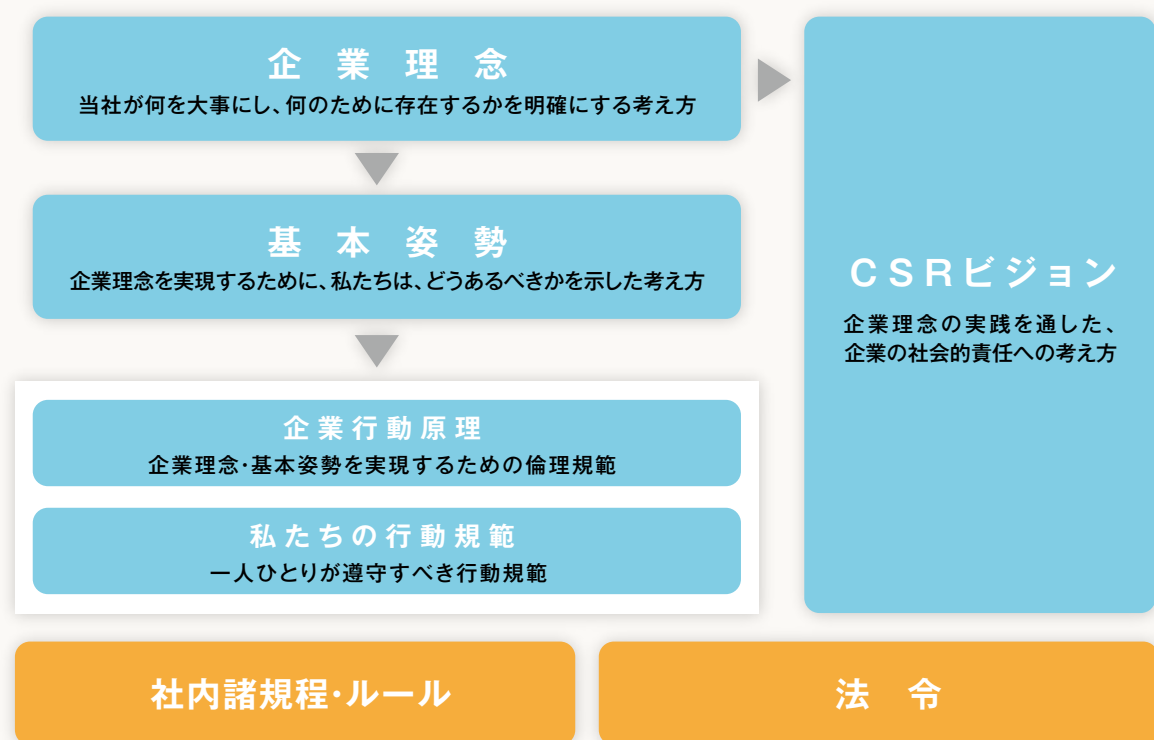 企業理念
当社が何を大事にし、何のために存在するかを明確にする考え方
基本姿勢
企業理念を実現するために、私たちは、どうあるべきかを示した考え方
企業行動原理
企業理念・基本姿勢を実現するための倫理規範
私たちの行動規範
一人ひとりが遵守すべき行動規範
CSRビジョン
企業理念の実践を通した、
企業の社会的責任への考え方
社内諸規程・ルール
法令